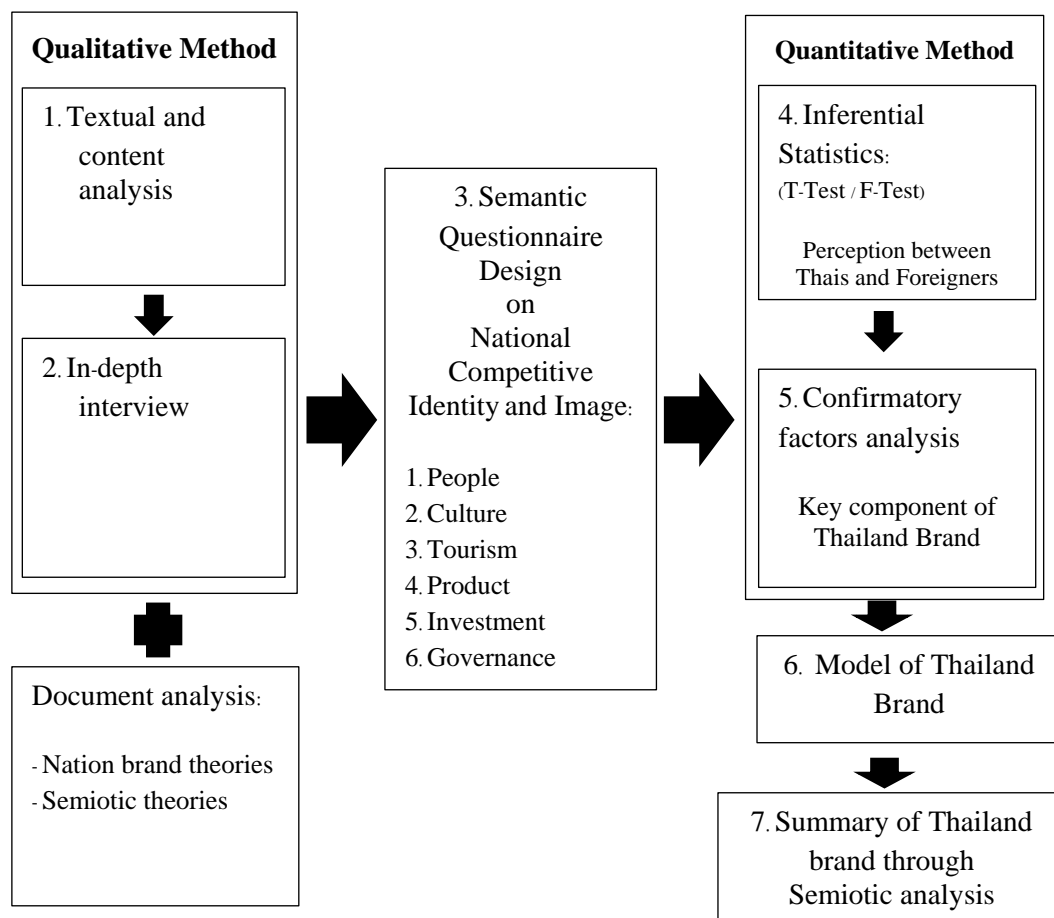 Qualitative Method
1. Textual and
content
analysis
2. In-depth
interview
Document analysis:
- Nation brand theories
- Semiotic theories
3. Semantic
Questionnaire
Design
on
National
Competitive
Identity and Image:
1. People
2. Culture
3. Tourism
4. Product
5. Investment
6. Governance
Quantitative Method
4. Inferential
Statistics:
(T-Test / F-Test)
Perception between
Thais and Foreigners
5. Confirmatory
factors analysis
Key component of
Thailand Brand
6. Model of Thailand
Brand
7. Summary of Thailand
brand through
Semiotic analysis